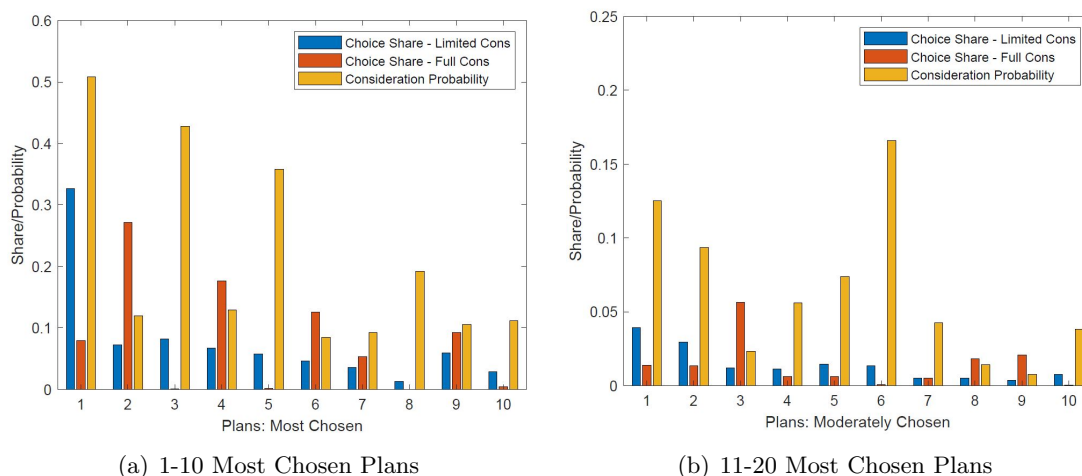 0.6
0.5
0.4
0.3
0.2
0.1
0
Share/Probability
Choice Share - Limited Cons
Choice Share - Full Cons
Consideration Probability
1 2 3 4 5 6 7 8 9 10
Plans: Most Chosen
(a) 1-10 Most Chosen Plans
0.25
0.2
0.15
0.1
0.05
0
Share/Probability
Choice Share - Limited Cons
Choice Share - Full Cons
Consideration Probability
1 2 3 4 5 6 7 8 9 10
Plans: Moderately Chosen
(b) 11-20 Most Chosen Plans